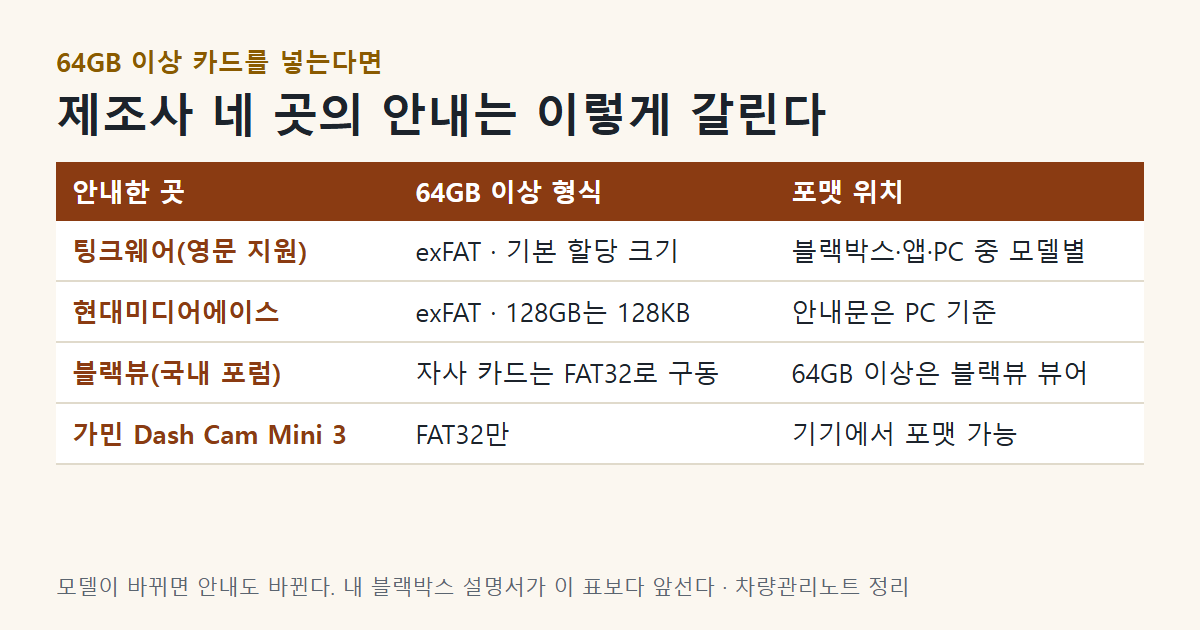 64GB 이상 카드를 넣는다면
제조사 네 곳의 안내는 이렇게 갈린다
안내한 곳 64GB 이상 형식 포맷 위치
팅크웨어(영문 지원) exFAT · 기본 할당 크기 블랙박스·앱·PC 중 모델별
현대미디어에이스 exFAT · 128GB는 128KB 안내문은 PC 기준
블랙뷰(국내 포럼) 자사 카드는 FAT32로 구동 64GB 이상은 블랙뷰 뷰어
가민 Dash Cam Mini 3 FAT32만 기기에서 포맷 가능
모델이 바뀌면 안내도 바뀐다. 내 블랙박스 설명서가 이 표보다 앞선다 · 차량관리노트 정리